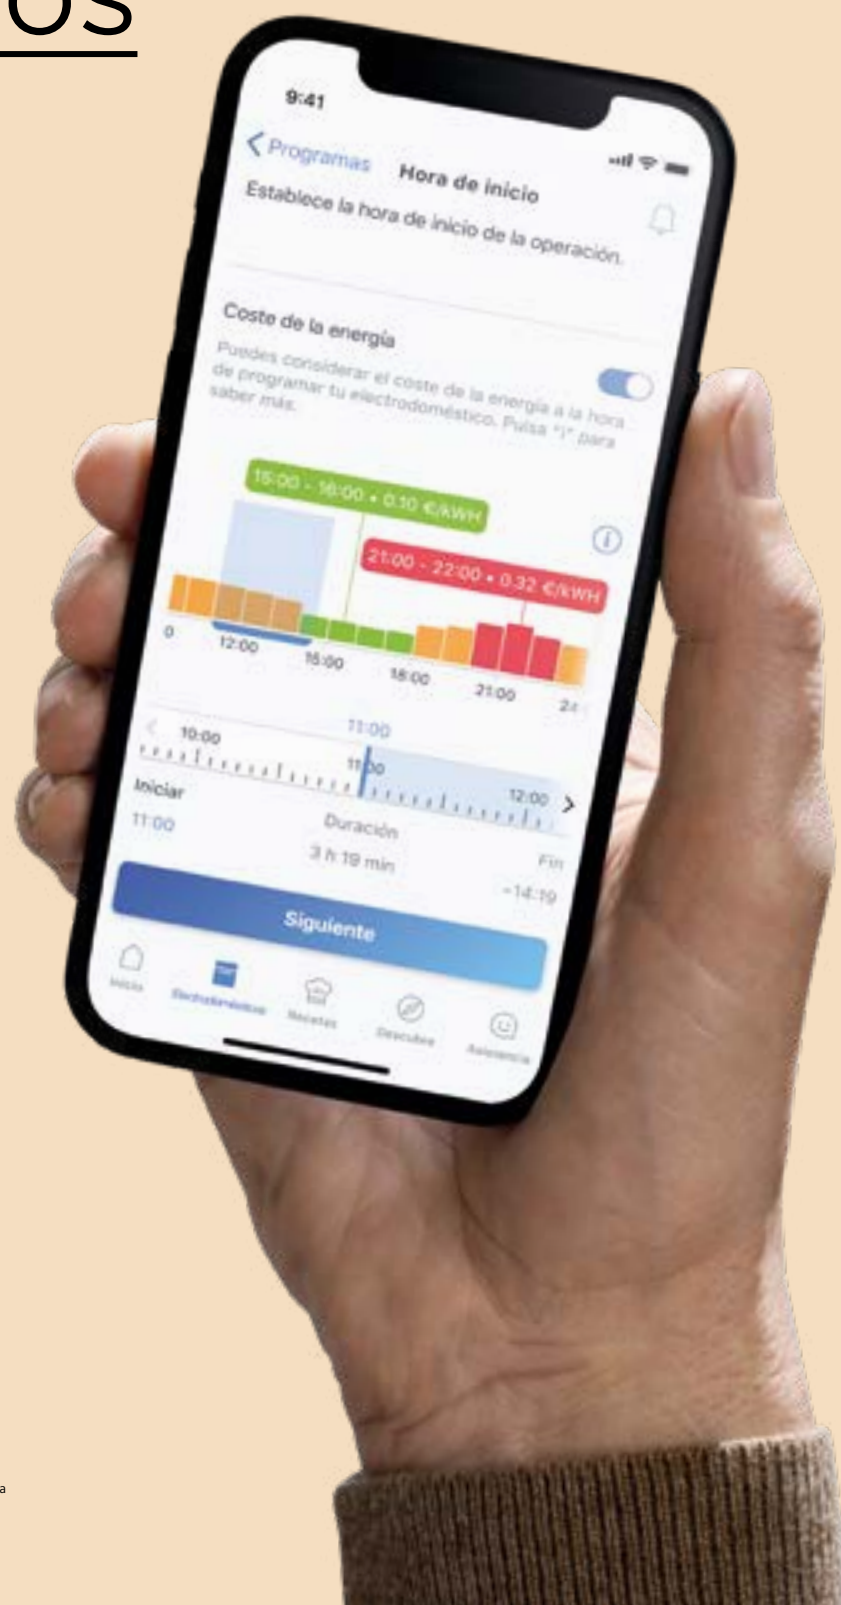 os
9:41
Programas
Hora de inicio
Establece la hora de inicio de la operación.
Coste de la energía
Puedes considerar el coste de la energía a la hora
de programar tu electrodoméstico. Pulsa "i" para
saber más.
15:00 - 16:00 • 0.10 €/kWH
21:00 - 22:00 • 0.32 €/kWH
0 12:00 15:00 18:00 21:00 24
11:00
10:00 11:00 12:00
Iniciar Duración Fin
11:00 3 h 19 min ~14:19
Siguiente
Inicio Electrodomésticos Recetas Descubre Asistencia
a